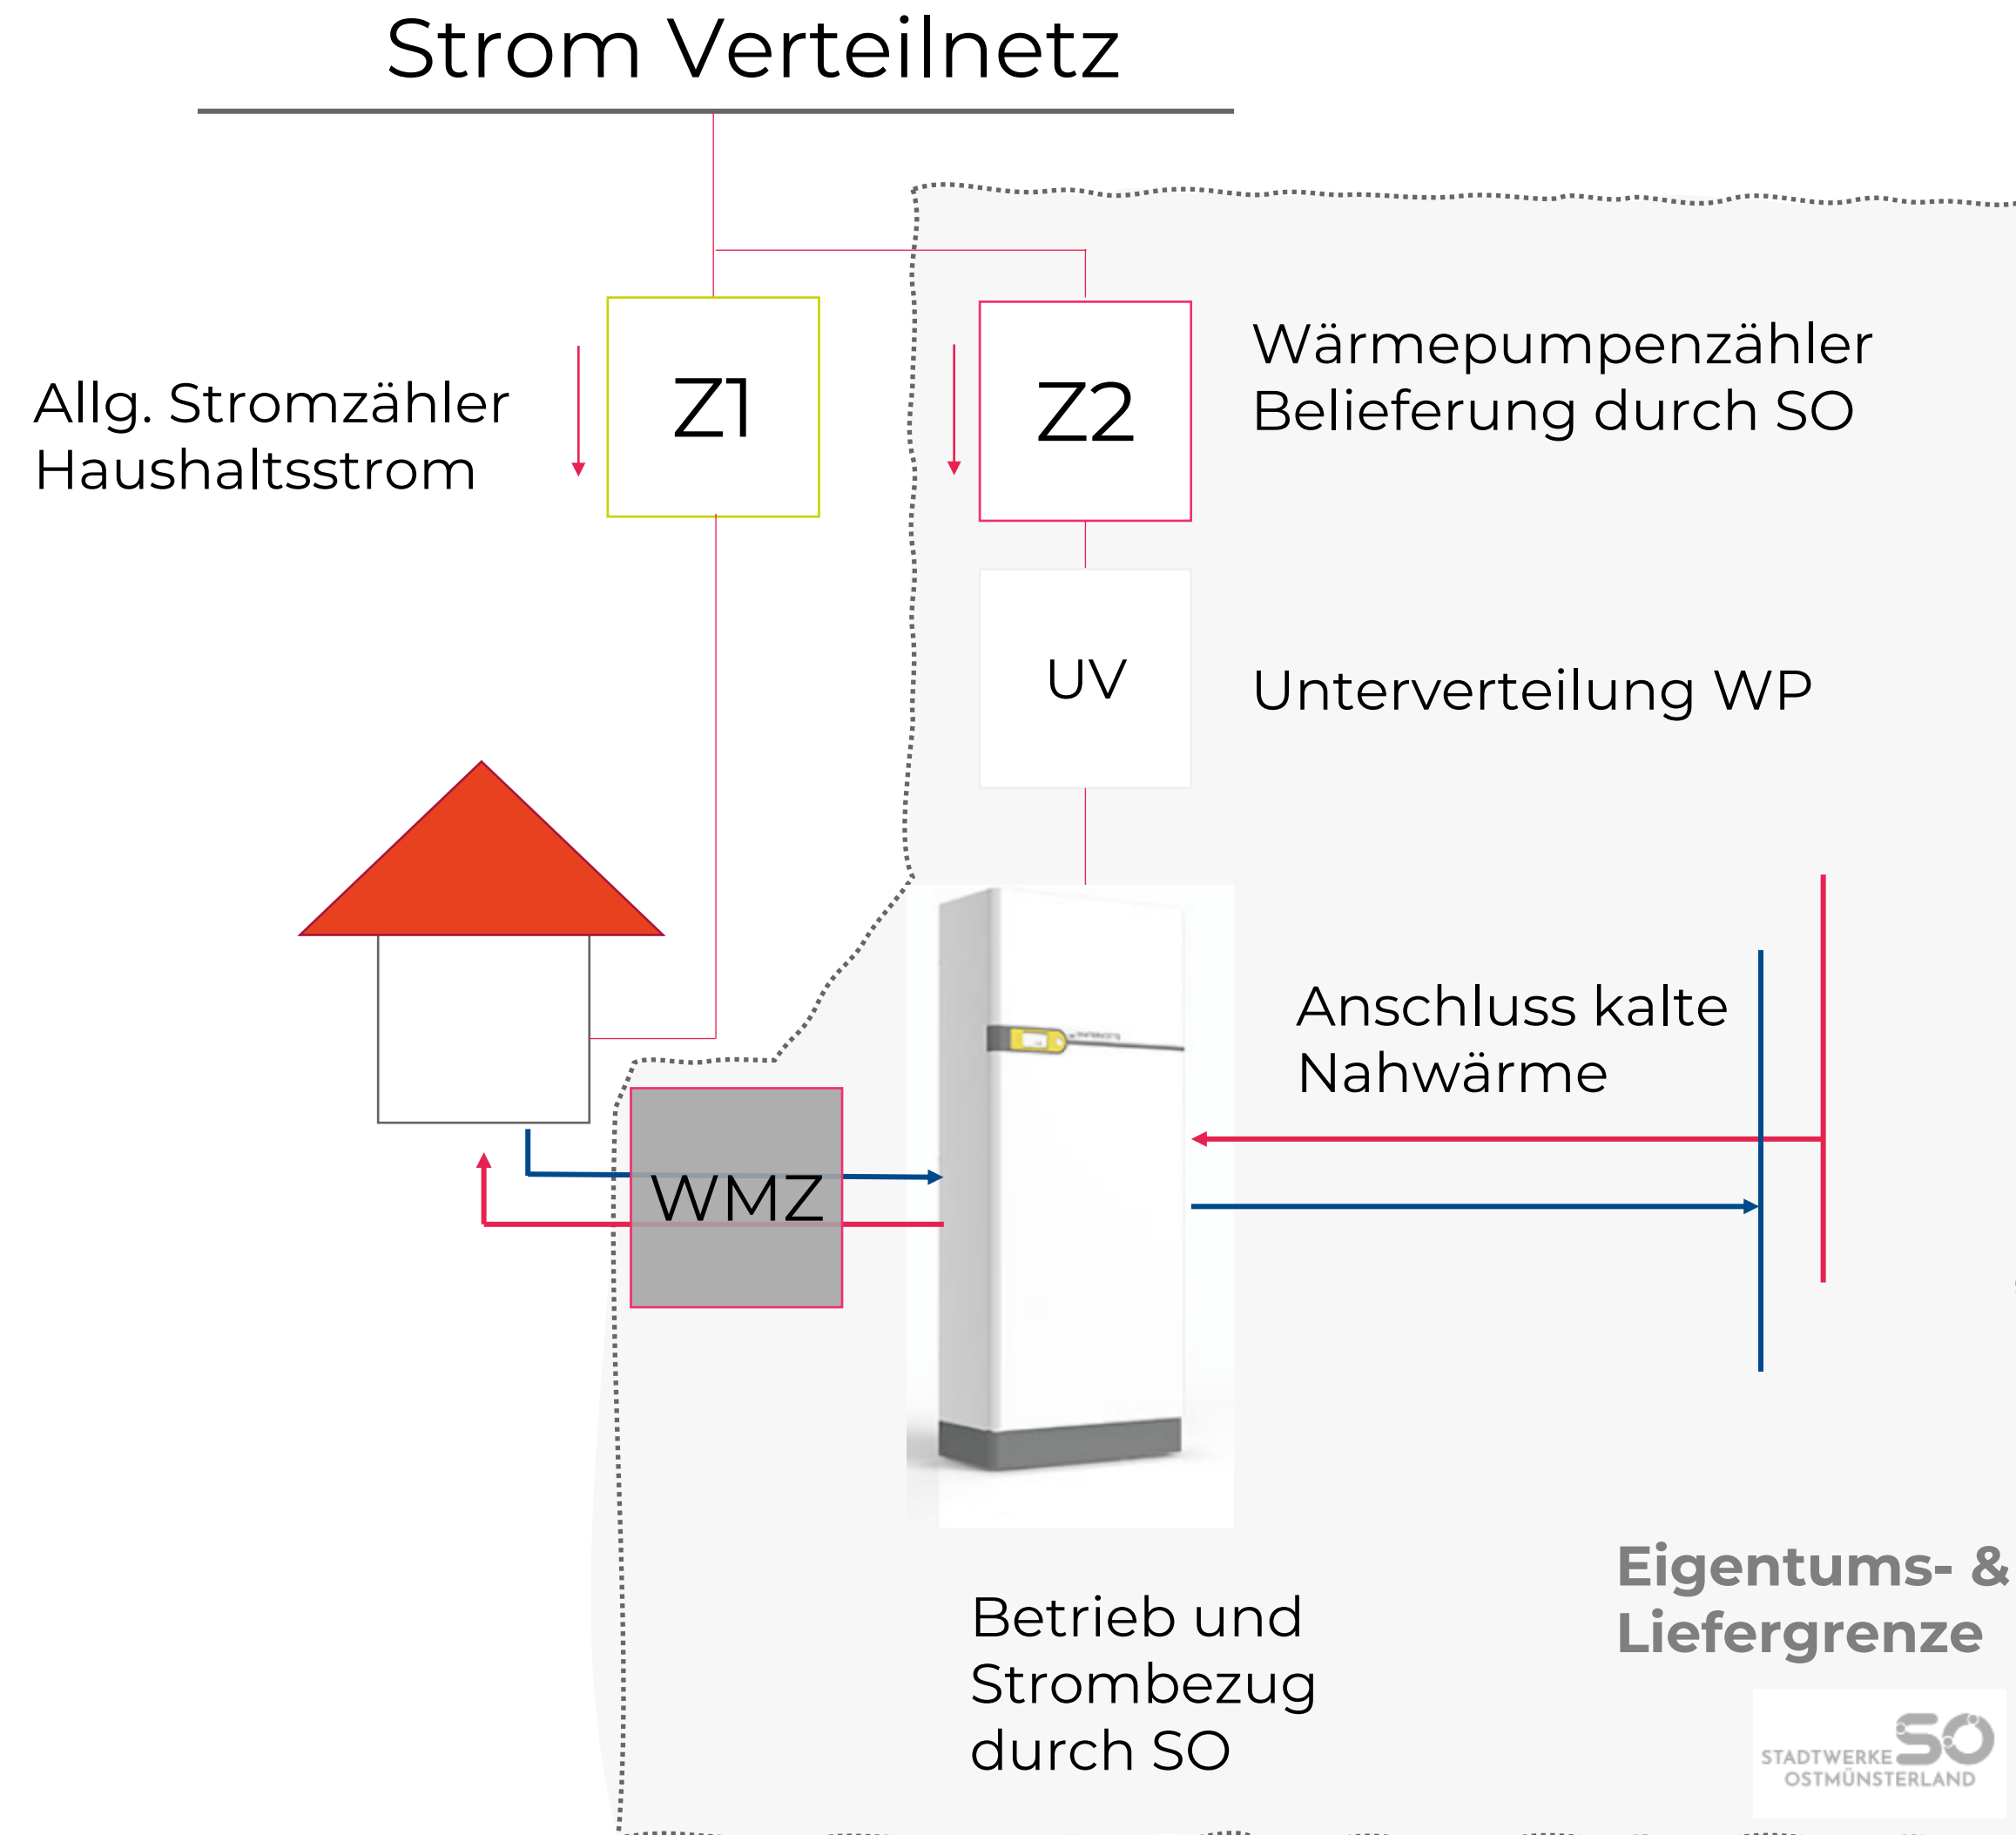 Strom Verteilnetz
Allg. Stromzähler
Haushaltsstrom
Z1
Z2
Wärmepumpenzähler
Belieferung durch SO
UV
Unterverteilung WP
Anschluss kalte
Nahwärme
WMZ
Betrieb und
Strombezug
durch SO
Eigentums- &
Liefergrenze
STADTWERKE SO
OSTMÜNSTERLAND